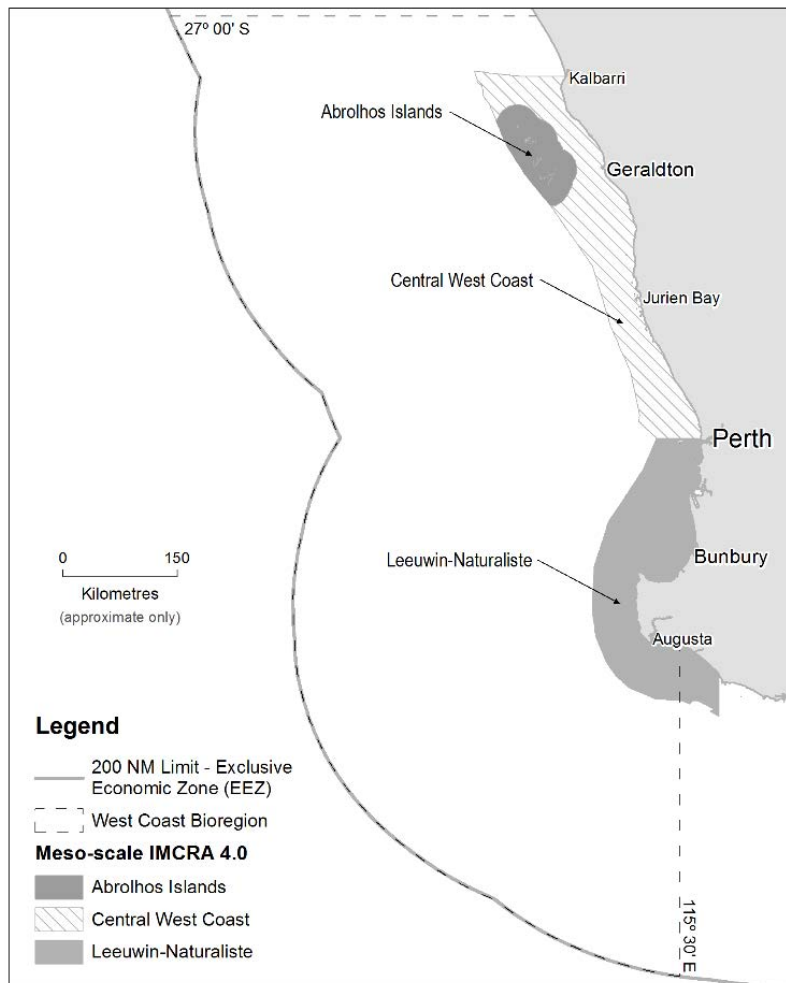 27º 00' S
Kalbarri
Abrolhos Islands
Geraldton
Central West Coast
Jurien Bay
Perth
0 150
Kilometres
(approximate only)
Leeuwin-Naturaliste
Bunbury
Augusta
Legend
200 NM Limit - Exclusive
Economic Zone (EEZ)
West Coast Bioregion
Meso-scale IMCRA 4.0
Abrolhos Islands
Central West Coast
Leeuwin-Naturaliste
115º 30' E